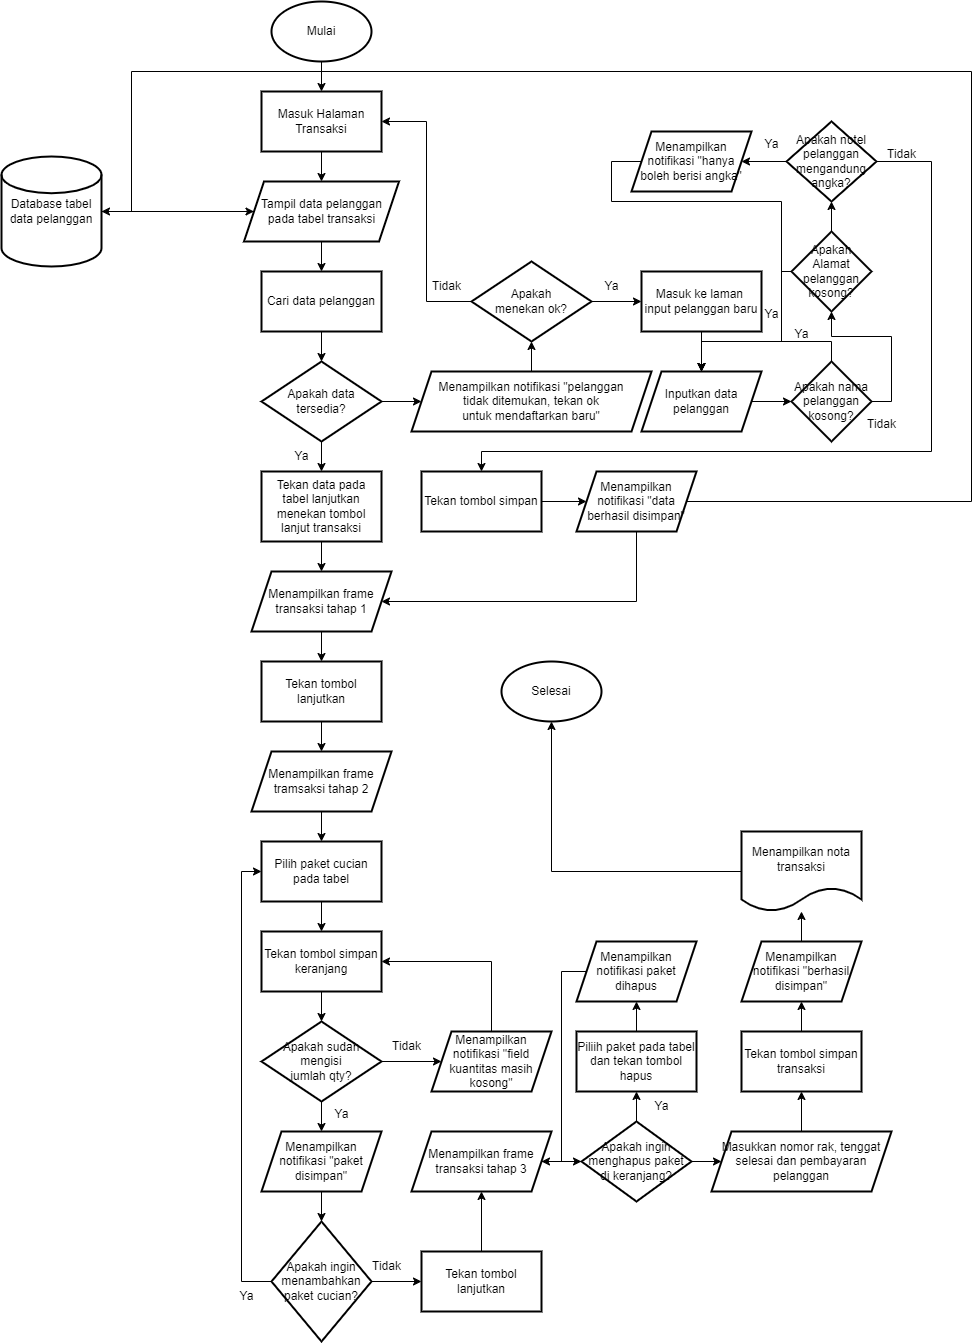 Mulai
Masuk Halaman
Transaksi
Database tabel
data pelanggan
Tampil data pelanggan
pada tabel transaksi
Cari data pelanggan
Apakah data
tersedia?
Menampilkan notifikasi "pelanggan
tidak ditemukan, tekan ok
untuk mendaftarkan baru"
Apakah
menekan ok?
Tidak
Ya
Masuk ke laman
input pelanggan baru
Inputkan data
pelanggan
Apakah nama
pelanggan
kosong?
Ya
Tidak
Apakah
Alamat
pelanggan
kosong?
Ya
Apakah notel
pelanggan
mengandung
angka?
Ya
Tidak
Menampilkan
notifikasi "hanya
boleh berisi angka"
Tekan tombol simpan
Menampilkan
notifikasi "data
berhasil disimpan"
Ya
Tekan data pada
tabel lanjutkan
menekan tombol
lanjut transaksi
Menampilkan frame
transaksi tahap 1
Tekan tombol
lanjutkan
Menampilkan frame
tramsaksi tahap 2
Pilih paket cucian
pada tabel
Tekan tombol simpan
keranjang
Apakah sudah
mengisi
jumlah qty?
Tidak
Menampilkan
notifikasi "field
kuantitas masih
kosong"
Ya
Menampilkan
notifikasi "paket
disimpan"
Apakah ingin
menambahkan
paket cucian?
Ya
Tidak
Tekan tombol
lanjutkan
Menampilkan frame
transaksi tahap 3
Apakah ingin
menghapus paket
di keranjang?
Ya
Piliih paket pada tabel
dan tekan tombol
hapus
Menampilkan
notifikasi paket
dihapus
Masukkan nomor rak, tenggat
selesai dan pembayaran
pelanggan
Tekan tombol simpan
transaksi
Menampilkan
notifikasi "berhasil
disimpan"
Menampilkan nota
transaksi
Selesai